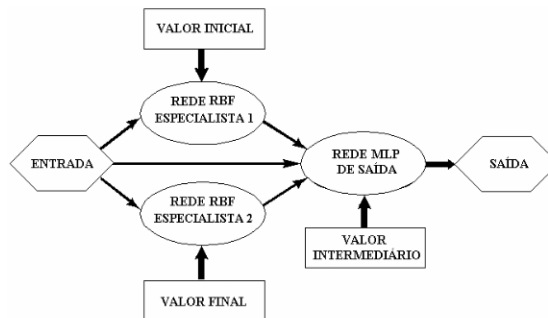 VALOR INICIAL
REDE RBF
ESPECIALISTA 1
ENTRADA
REDE MLP
DE SAÍDA
SAÍDA
REDE RBF
ESPECIALISTA 2
VALOR
INTERMEDIÁRIO
VALOR FINAL